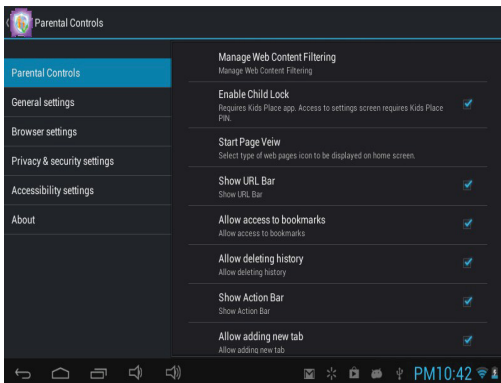 Parental Controls
Parental Controls
General settings
Browser settings
Privacy & security settings
Accessibility settings
About
Manage Web Content Filtering
Manage Web Content Filtering
Enable Child Lock
Requires Kids Place app. Access to settings screen requires Kids Place
PIN.
Start Page Veiw
Select type of web pages icon to be displayed on home screen.
Show URL Bar
Show URL Bar
Allow access to bookmarks
Allow access to bookmarks
Allow deleting history
Allow deleting history
Show Action Bar
Show Action Bar
Allow adding new tab
Allow adding new tab
PM10:42